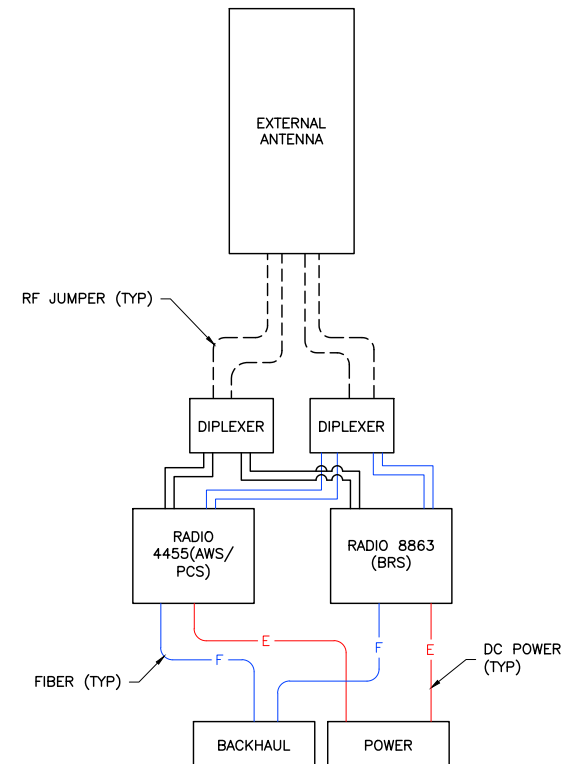 EXTERNAL
ANTENNA
RF JUMPER (TYP)
DIPLEXER
DIPLEXER
RADIO
4455(AWS/
PCS)
RADIO 8863
(BRS)
E
F
E
F
DC POWER
(TYP)
FIBER (TYP)
BACKHAUL
POWER